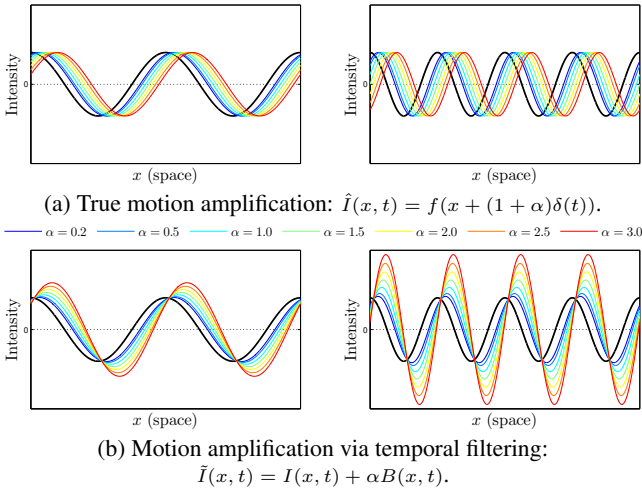 Intensity
0
x (space)
Intensity
0
x (space)
(a) True motion amplification: Î(x, t) = f(x + (1 + α)δ(t)).
α = 0.2 α = 0.5 α = 1.0 α = 1.5 α = 2.0 α = 2.5 α = 3.0
Intensity
0
x (space)
Intensity
0
x (space)
(b) Motion amplification via temporal filtering:
Ĩ(x, t) = I(x, t) + αB(x, t).